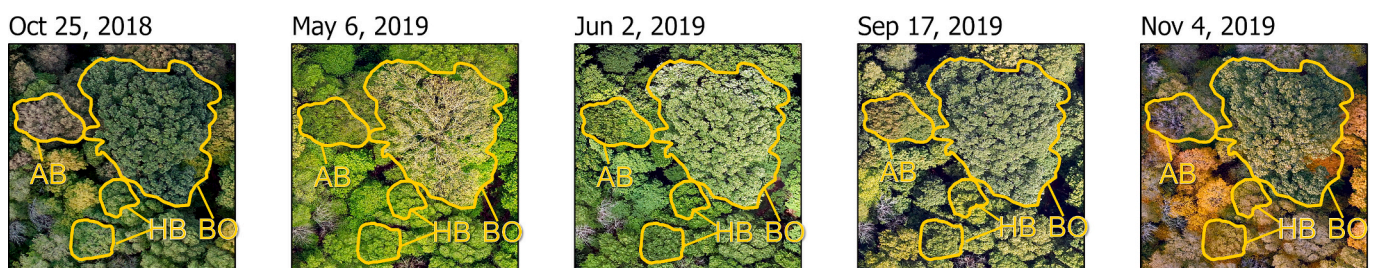 Oct 25, 2018
AB
HB BO
May 6, 2019
AB
HB BO
Jun 2, 2019
AB
HB BO
Sep 17, 2019
AB
HB BO
Nov 4, 2019
AB
HB BO